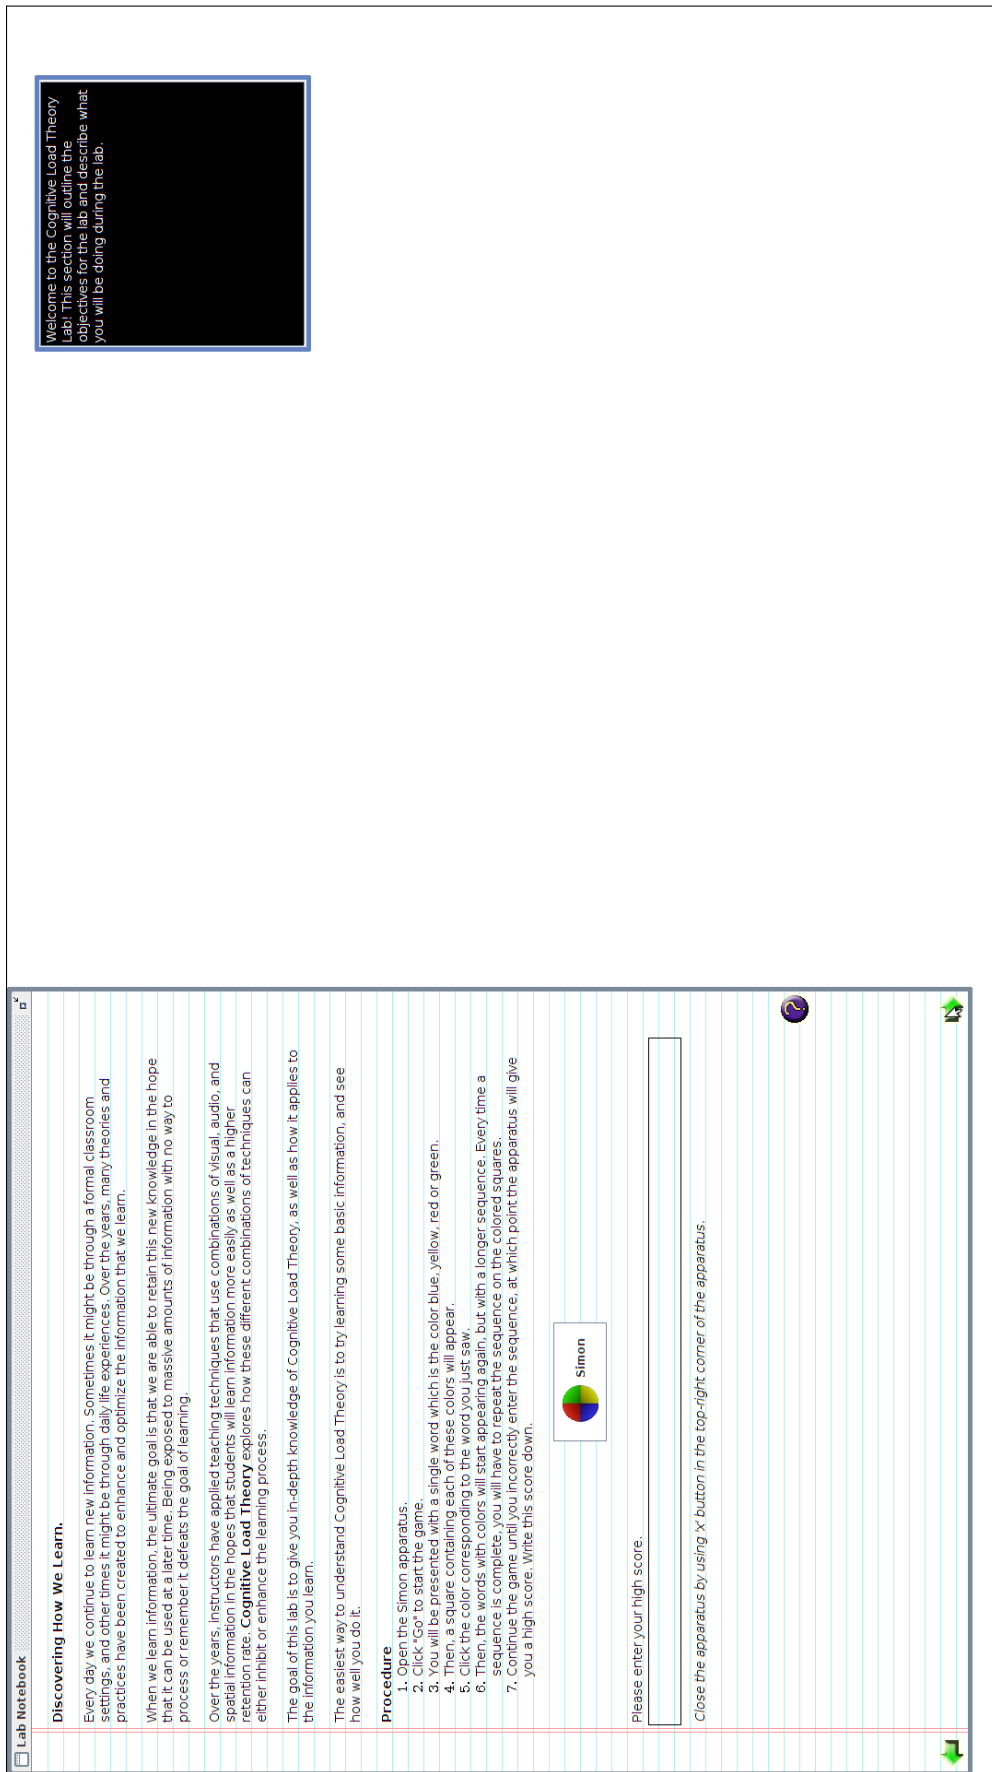 Lab Notebook
Discovering How We Learn.
Every day we continue to learn new information. Sometimes it might be through a formal classroom
settings, and other times it might be through daily life experiences. Over the years, many theories and
practices have been created to enhance and optimize the information that we learn.
When we learn information, the ultimate goal is that we are able to retain this new knowledge in the hope
that it can be used at a later time. Being exposed to massive amounts of information with no way to
process or remember it defeats the goal of learning.
Over the years, instructors have applied teaching techniques that use combinations of visual, audio, and
spatial information in the hopes that students will learn information more easily as well as a higher
retention rate. Cognitive Load Theory explores how these different combinations of techniques can
either inhibit or enhance the learning process.
The goal of this lab is to give you in-depth knowledge of Cognitive Load Theory, as well as how it applies to
the information you learn.
The easiest way to understand Cognitive Load Theory is to try learning some basic information, and see
how well you do it.
Procedure
1. Open the Simon apparatus.
2. Click "Go" to start the game.
3. You will be presented with a single word which is the color blue, yellow, red or green.
4. Then, a square containing each of these colors will appear.
5. Click the color corresponding to the word you just saw.
6. Then, the words with colors will start appearing again, but with a longer sequence. Every time a
sequence is complete, you will have to repeat the sequence on the colored squares.
7. Continue the game until you incorrectly enter the sequence, at which point the apparatus will give
you a high score. Write this score down.
Simon
Please enter your high score.
Close the apparatus by using 'x' button in the top-right corner of the apparatus.
?
Welcome to the Cognitive Load Theory
Lab! This section will outline the
objectives for the lab and describe what
you will be doing during the lab.